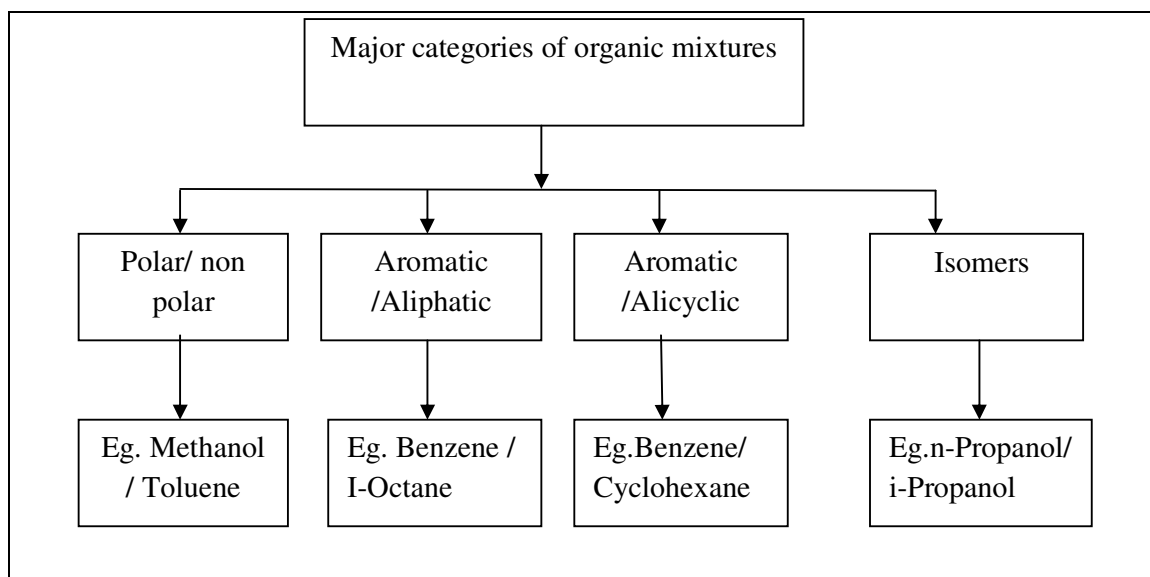 Major categories of organic mixtures
Polar/ non
polar
Aromatic
/Aliphatic
Aromatic
/Alicyclic
Isomers
Eg. Methanol
/ Toluene
Eg. Benzene /
I-Octane
Eg.Benzene/
Cyclohexane
Eg.n-Propanol/
i-Propanol